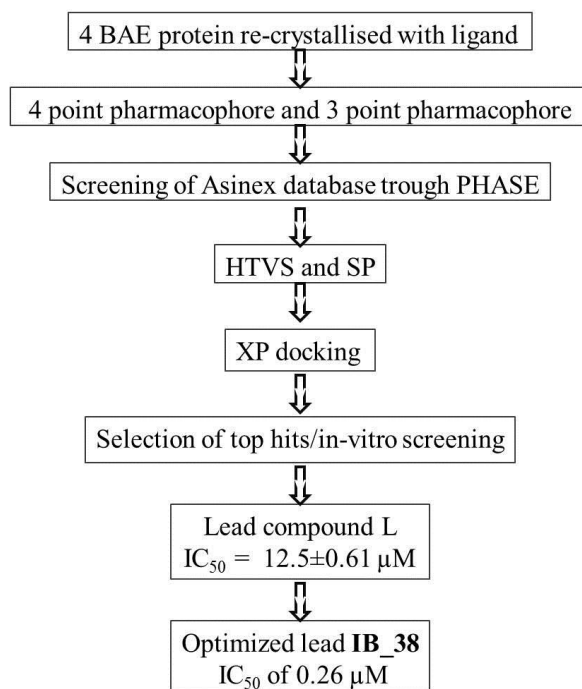 4 BAE protein re-crystallised with ligand
4 point pharmacophore and 3 point pharmacophore
Screening of Asinex database trough PHASE
HTVS and SP
XP docking
Selection of top hits/in-vitro screening
Lead compound L
IC50 = 12.5±0.61 µM
Optimized lead IB_38
IC50 of 0.26 µM